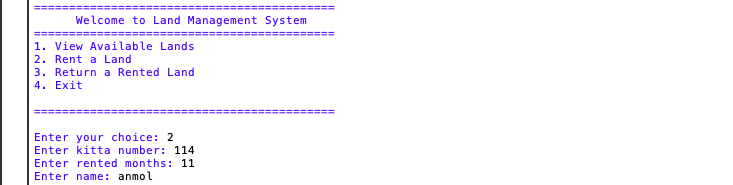 ===========================================
Welcome to Land Management System
===========================================
1. View Available Lands
2. Rent a Land
3. Return a Rented Land
4. Exit
===========================================
Enter your choice: 2
Enter kitta number: 114
Enter rented months: 11
Enter name: anmol